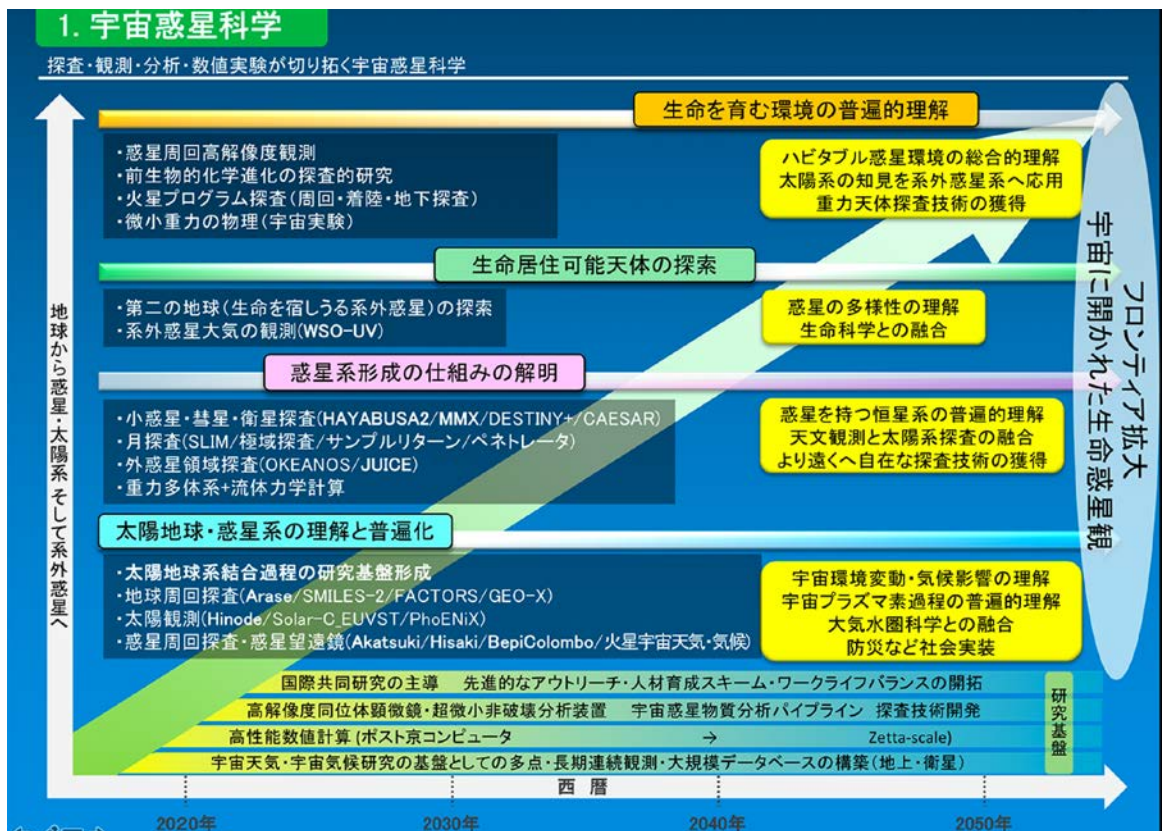 1. 宇宙惑星科学
探査・観測・分析・数値実験が切り拓く宇宙惑星科学
生命を育む環境の普遍的理解
・惑星周回高解像度観測
・前生物的化学進化の探査的研究
・火星プログラム探査(周回・着陸・地下探査)
・微小重力の物理(宇宙実験)
ハビタブル惑星環境の総合的理解
太陽系の知見を系外惑星系へ応用
重力天体探査技術の獲得
生命居住可能天体の探索
・第二の地球(生命を宿しうる系外惑星)の探索
・系外惑星大気の観測(WSO-UV)
惑星の多様性の理解
生命科学との融合
惑星系形成の仕組みの解明
・小惑星・彗星・衛星探査(HAYABUSA2/MMX/DESTINY+/CAESAR)
・月探査(SLIM/極域探査/サンプルリターン/ペネトレータ)
・外惑星領域探査(OKEANOS/JUICE)
・重力多体系+流体力学計算
惑星を持つ恒星系の普遍的理解
天文観測と太陽系探査の融合
より遠くへ自在な探査技術の獲得
太陽地球・惑星系の理解と普遍化
・太陽地球系結合過程の研究基盤形成
・地球周回探査(Arase/SMILES-2/FACTORS/GEO-X)
・太陽観測(Hinode/Solar-C_EUVST/PhoENiX)
・惑星周回探査・惑星望遠鏡(Akatsuki/Hisaki/BepiColombo/火星宇宙天気・気候)
宇宙環境変動・気候影響の理解
宇宙プラズマ素過程の普遍的理解
大気水圏科学との融合
防災など社会実装
地球から惑星・太陽系 そして系外惑星へ
フロンティア拡大
宇宙に開かれた生命惑星観
国際共同研究の主導 先進的なアウトリーチ・人材育成スキーム・ワークライフバランスの開拓
高解像度同位体顕微鏡・超微小非破壊分析装置 宇宙惑星物質分析パイプライン 探査技術開発
高性能数値計算 (ポスト京コンピュータ → Zetta-scale)
宇宙天気・宇宙気候研究の基盤としての多点・長期連続観測・大規模データベースの構築(地上・衛星)
研究基盤
西 暦
2020年 2030年 2040年 2050年